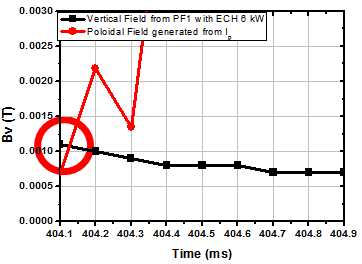 0.0030
Vertical Field from PF1 with ECH 6 kW
Poloidal Field generated from Ip
0.0025
0.0020
0.0015
0.0010
0.0005
0.0000
Bv (T)
404.1 404.2 404.3 404.4 404.5 404.6 404.7 404.8 404.9
Time (ms)